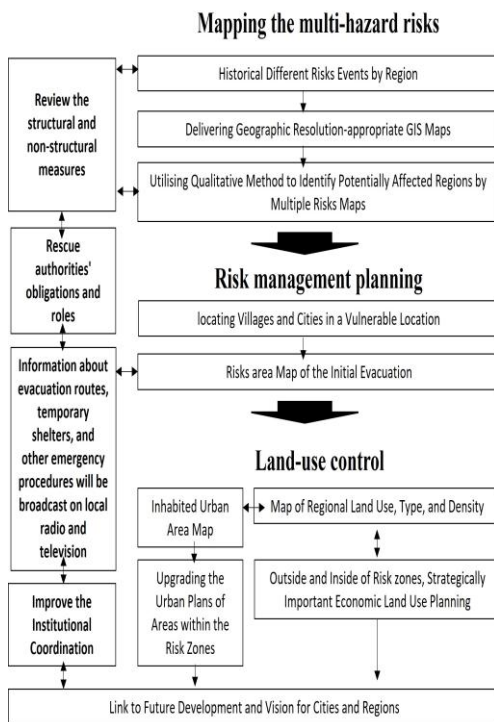 Mapping the multi-hazard risks
Historical Different Risks Events by Region
Delivering Geographic Resolution-appropriate GIS Maps
Utilising Qualitative Method to Identify Potentially Affected Regions by
Multiple Risks Maps
Review the
structural and
non-structural
measures
Rescue
authorities'
obligations and
roles
Information about
evacuation routes,
temporary
shelters, and
other emergency
procedures will be
broadcast on local
radio and
television
Improve the
Institutional
Coordination
Risk management planning
locating Villages and Cities in a Vulnerable Location
Risks area Map of the Initial Evacuation
Land-use control
Inhabited Urban
Area Map
Map of Regional Land Use, Type, and Density
Upgrading the
Urban Plans of
Areas within the
Risk Zones
Outside and Inside of Risk zones, Strategically
Important Economic Land Use Planning
Link to Future Development and Vision for Cities and Regions